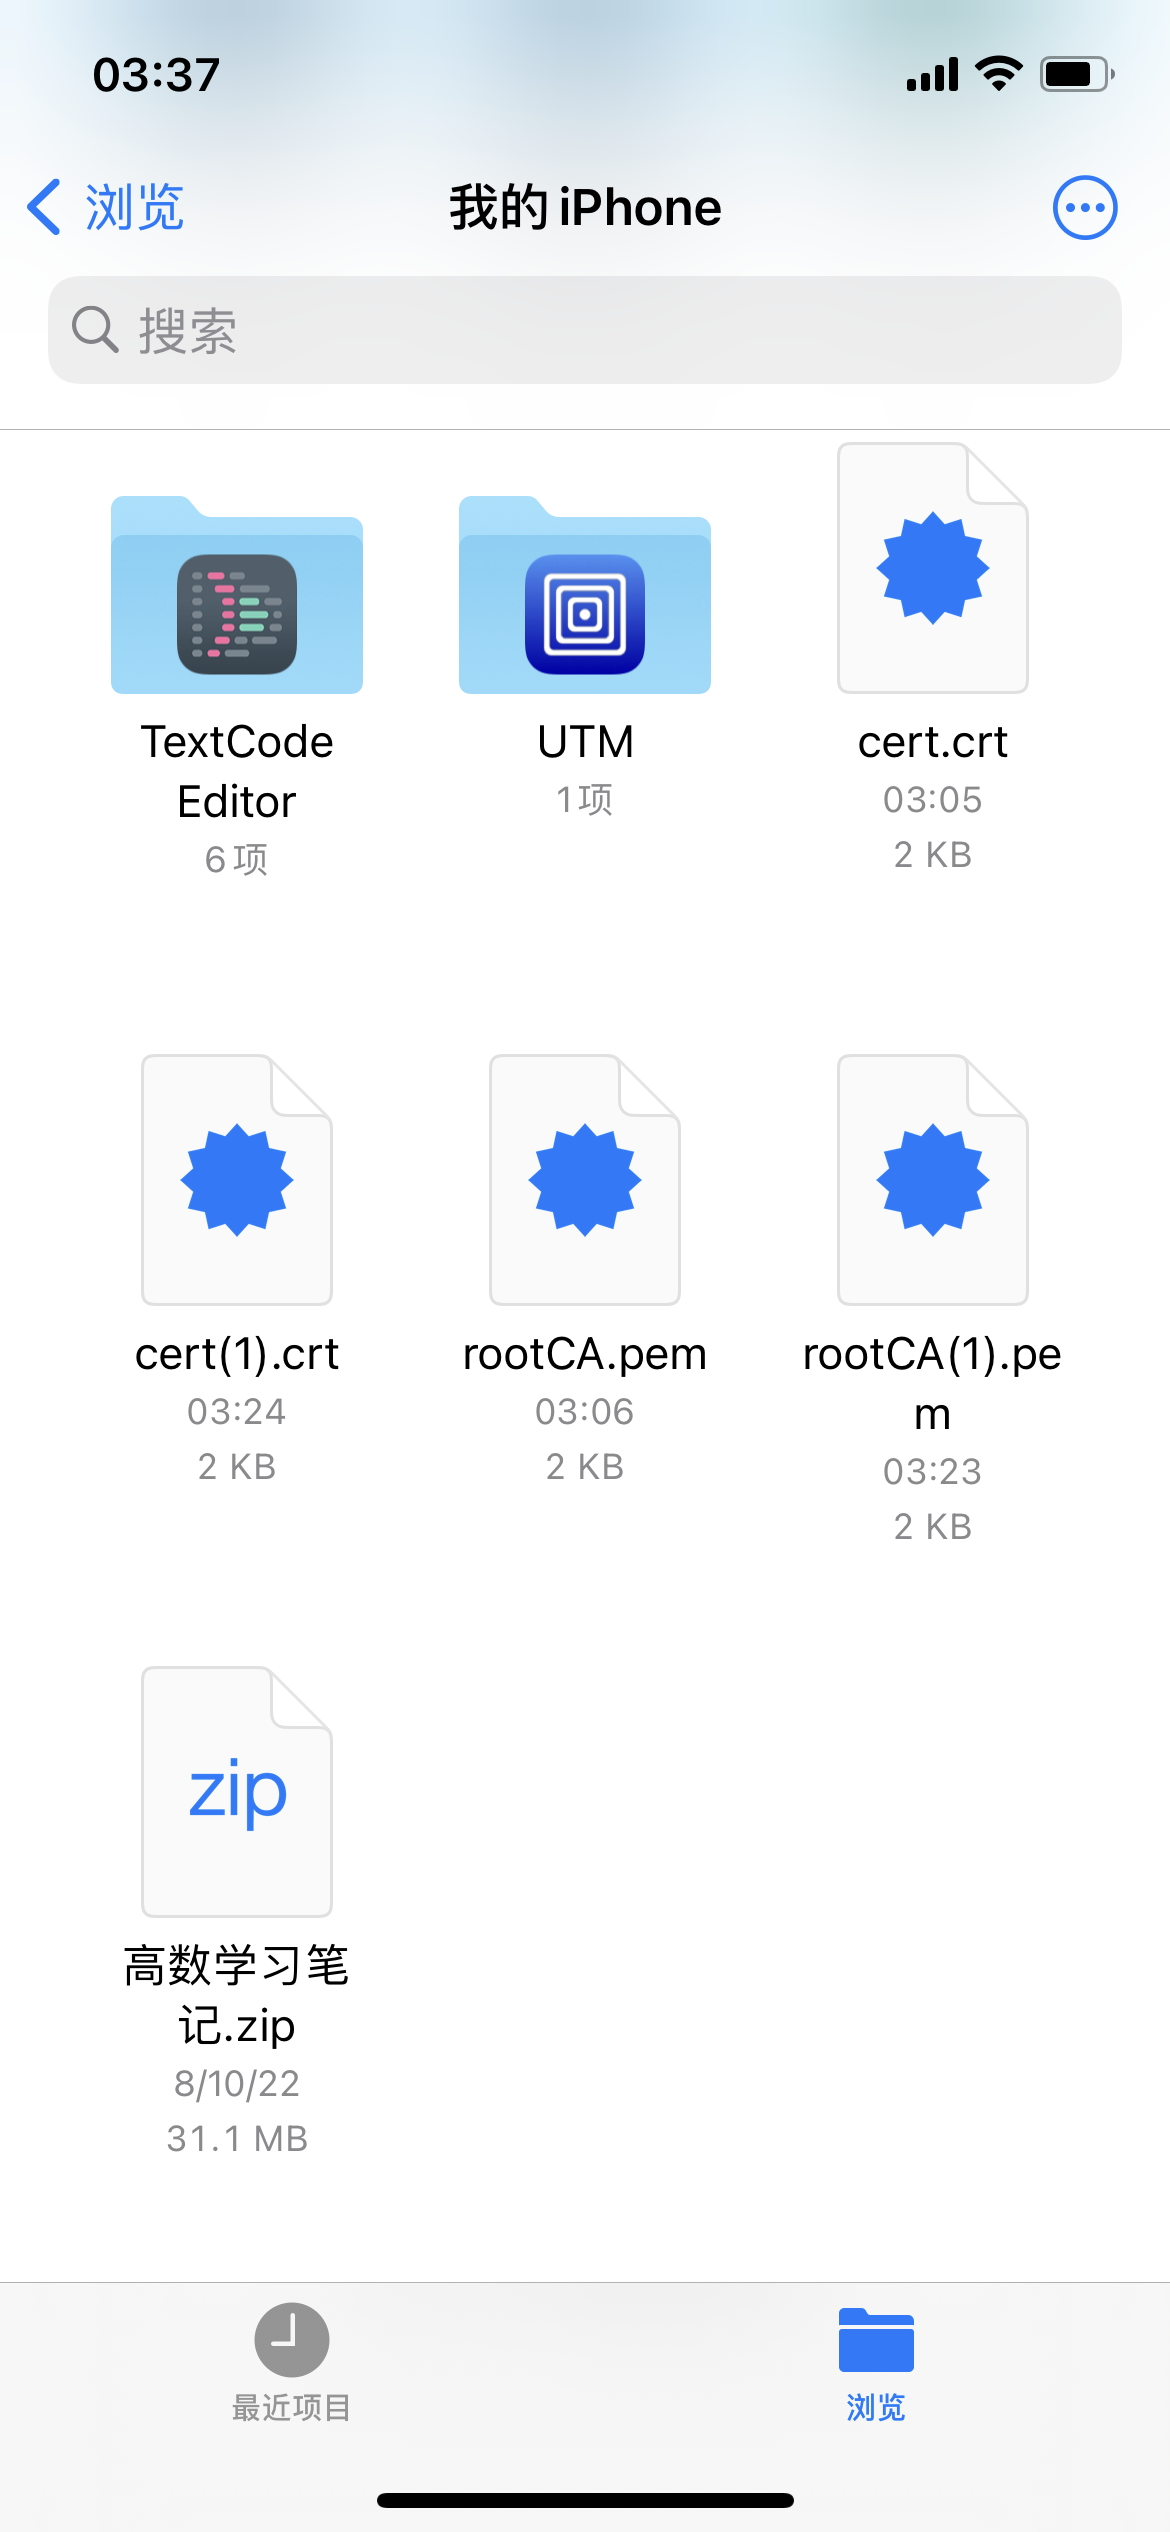 03:37
浏览
我的 iPhone
搜索
TextCode
Editor
6 项
UTM
1 项
cert.crt
03:05
2 KB
cert(1).crt
03:24
2 KB
rootCA.pem
03:06
2 KB
rootCA(1).pe
m
03:23
2 KB
zip
高数学习笔
记.zip
8/10/22
31.1 MB
最近项目
浏览